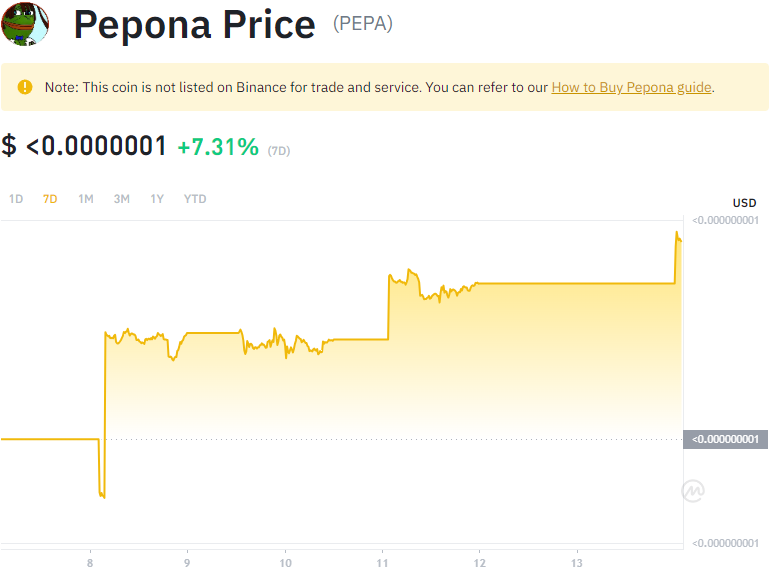 Pepona Price (PEPA)
Note: This coin is not listed on Binance for trade and service. You can refer to our How to Buy Pepona guide.
$ <0.0000001 +7.31% (7D)
1D 7D 1M 3M 1Y YTD
USD
<0.000000001
<0.000000001
<0.000000001
8 9 10 11 12 13